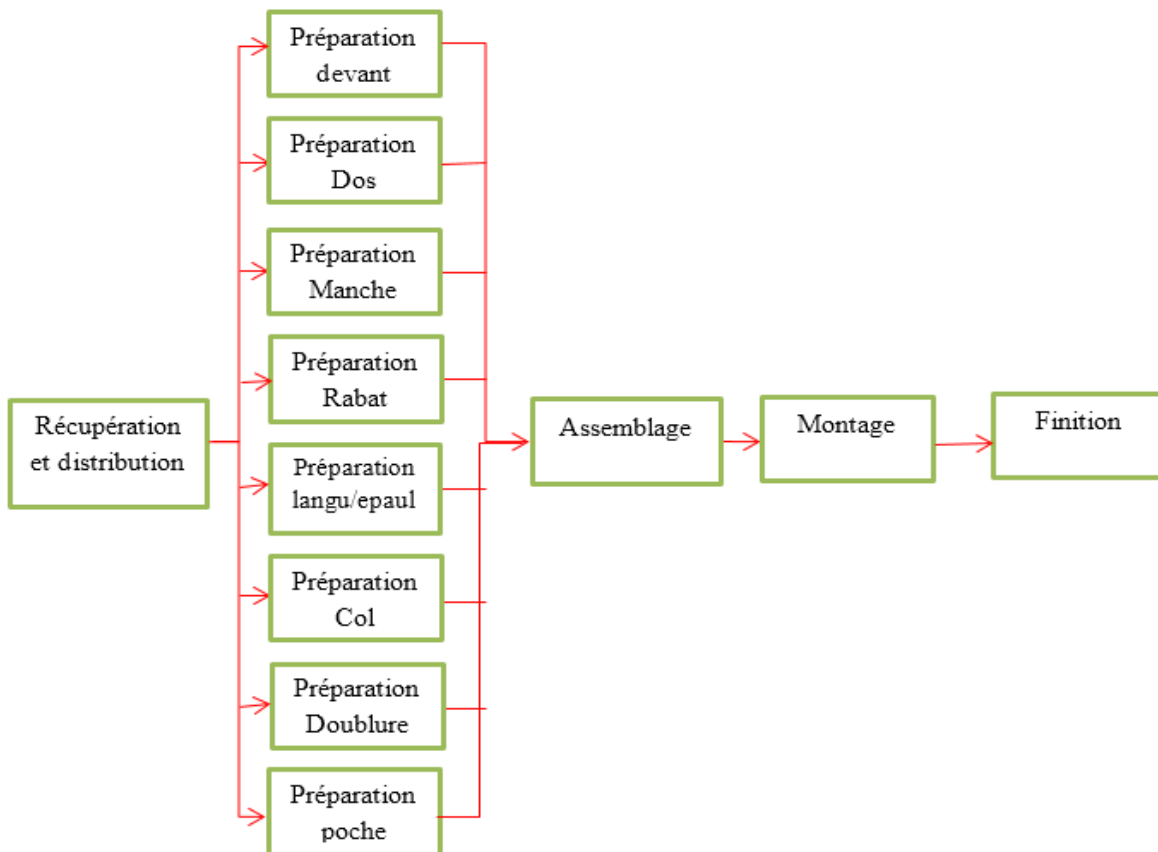 Préparation
devant
Préparation
Dos
Préparation
Manche
Préparation
Rabat
Récupération
et distribution
Préparation
langu/epaul
Assemblage
Montage
Finition
Préparation
Col
Préparation
Doublure
Préparation
poche